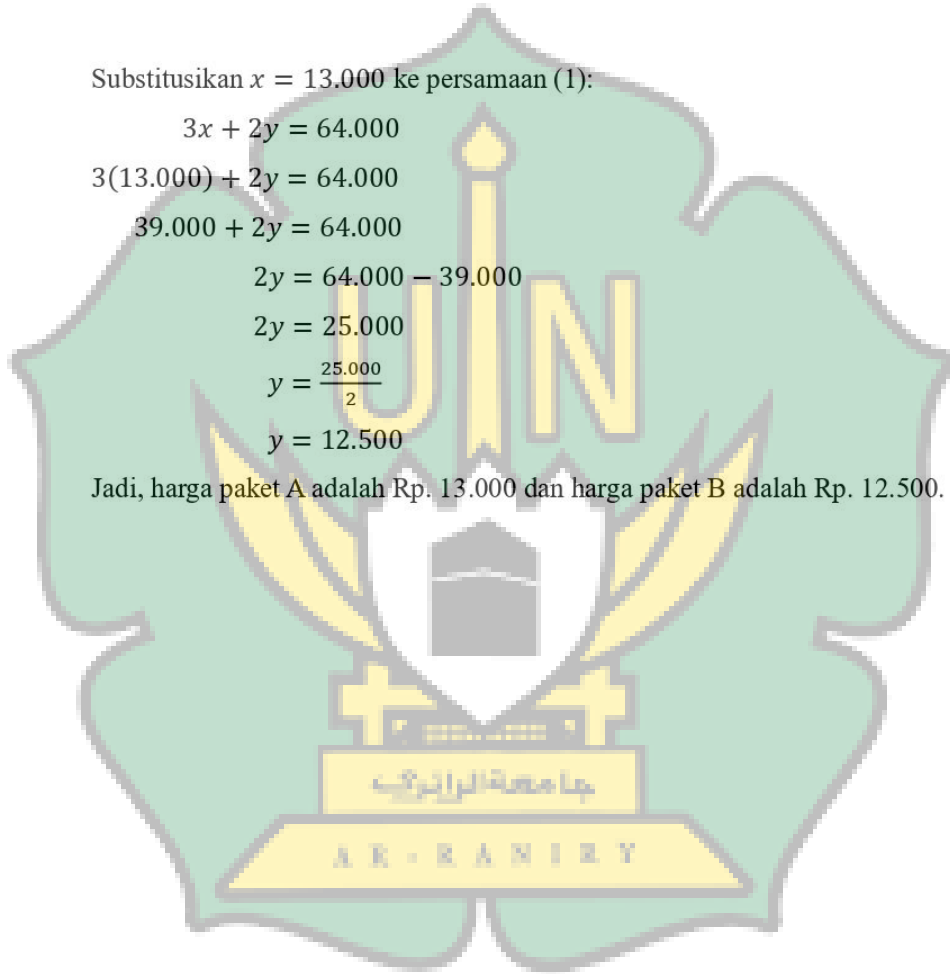 Substitusikan x = 13.000 ke persamaan (1):
3x + 2y = 64.000
3(13.000) + 2y = 64.000
39.000 + 2y = 64.000
2y = 64.000 − 39.000
2y = 25.000
y = 25.000/2
y = 12.500
Jadi, harga paket A adalah Rp. 13.000 dan harga paket B adalah Rp. 12.500.
UIN
جامعة الرانيري
AR-RANIRY